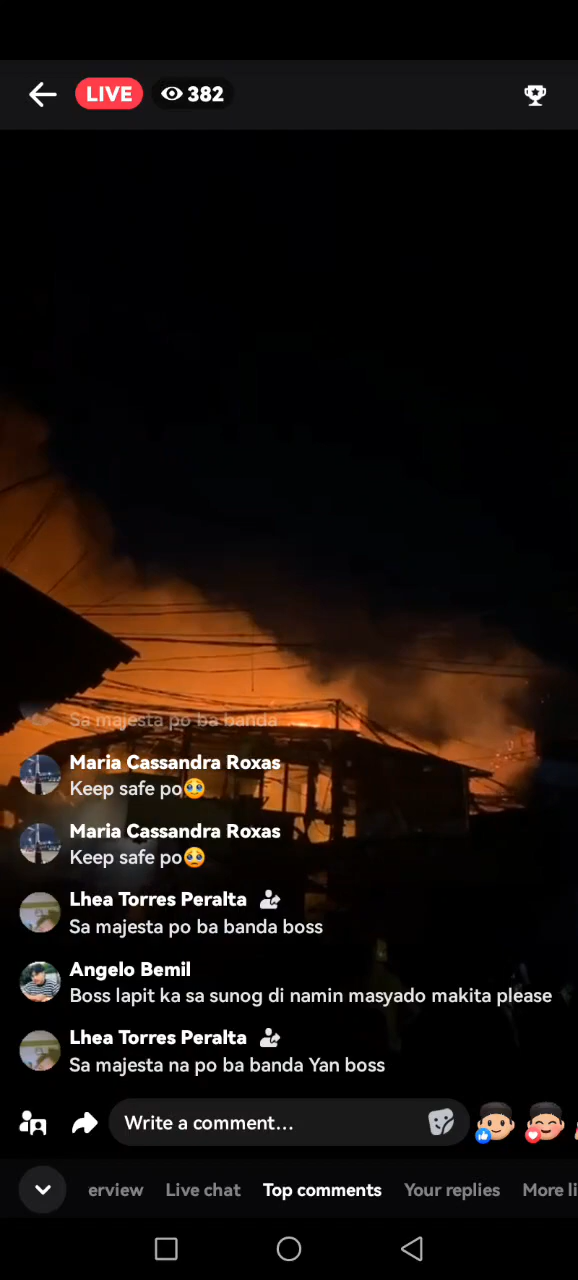 LIVE 382
Sa majesta po ba banda
Maria Cassandra Roxas
Keep safe po🥹
Maria Cassandra Roxas
Keep safe po🥹
Lhea Torres Peralta
Sa majesta po ba banda boss
Angelo Bemil
Boss lapit ka sa sunog di namin masyado makita please
Lhea Torres Peralta
Sa majesta na po ba banda Yan boss
Write a comment...
erview Live chat Top comments Your replies More li